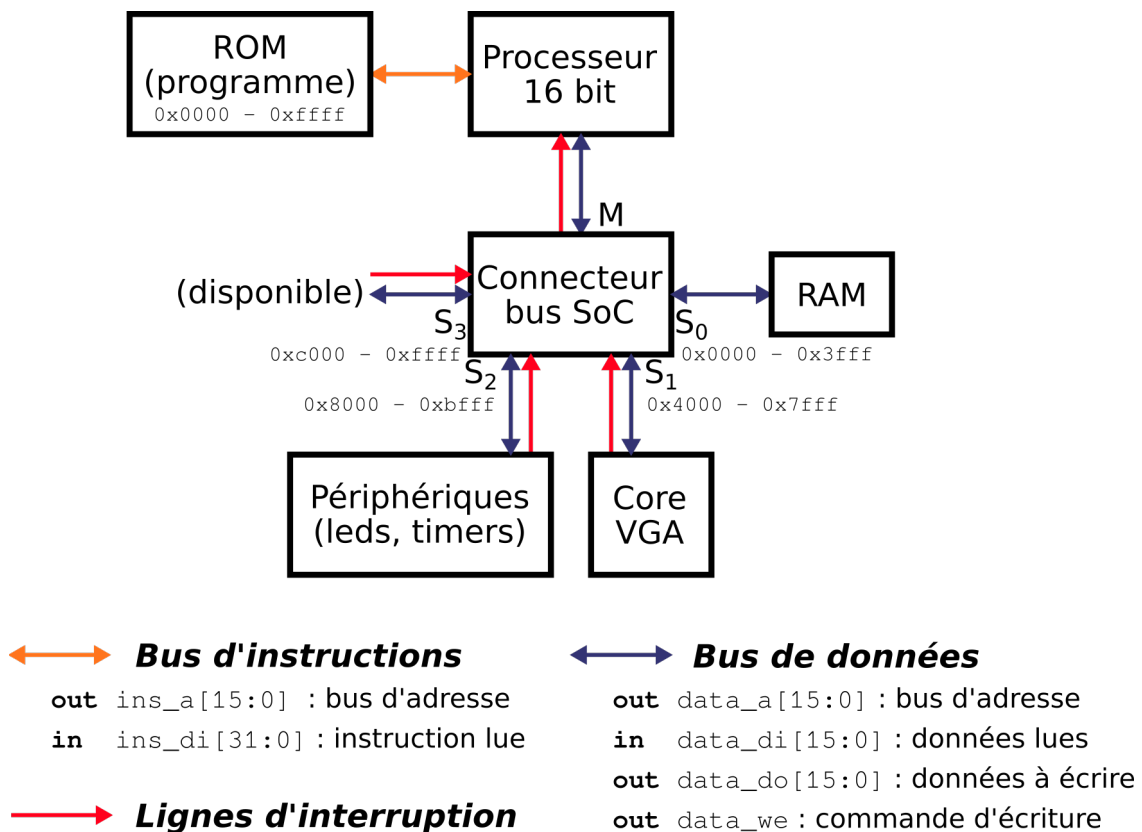 ROM
(programme)
0x0000 - 0xffff
Processeur
16 bit
M
Connecteur
bus SoC
(disponible)
S3
S0
RAM
0xc000 - 0xffff
0x0000 - 0x3fff
S2
S1
0x8000 - 0xbfff
0x4000 - 0x7fff
Périphériques
(leds, timers)
Core
VGA
Bus d'instructions
out ins_a[15:0] : bus d'adresse
in ins_di[31:0] : instruction lue
Lignes d'interruption
Bus de données
out data_a[15:0] : bus d'adresse
in data_di[15:0] : données lues
out data_do[15:0] : données à écrire
out data_we : commande d'écriture